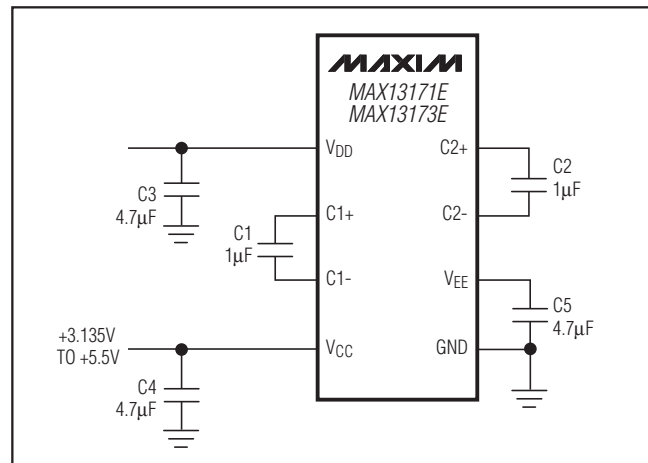 MAXIM
MAX13171E
MAX13173E
VDD
C2+
C3
4.7μF
C2
1μF
C1+
C2-
C1
1μF
C1-
VEE
C5
4.7μF
+3.135V
TO +5.5V
VCC
GND
C4
4.7μF